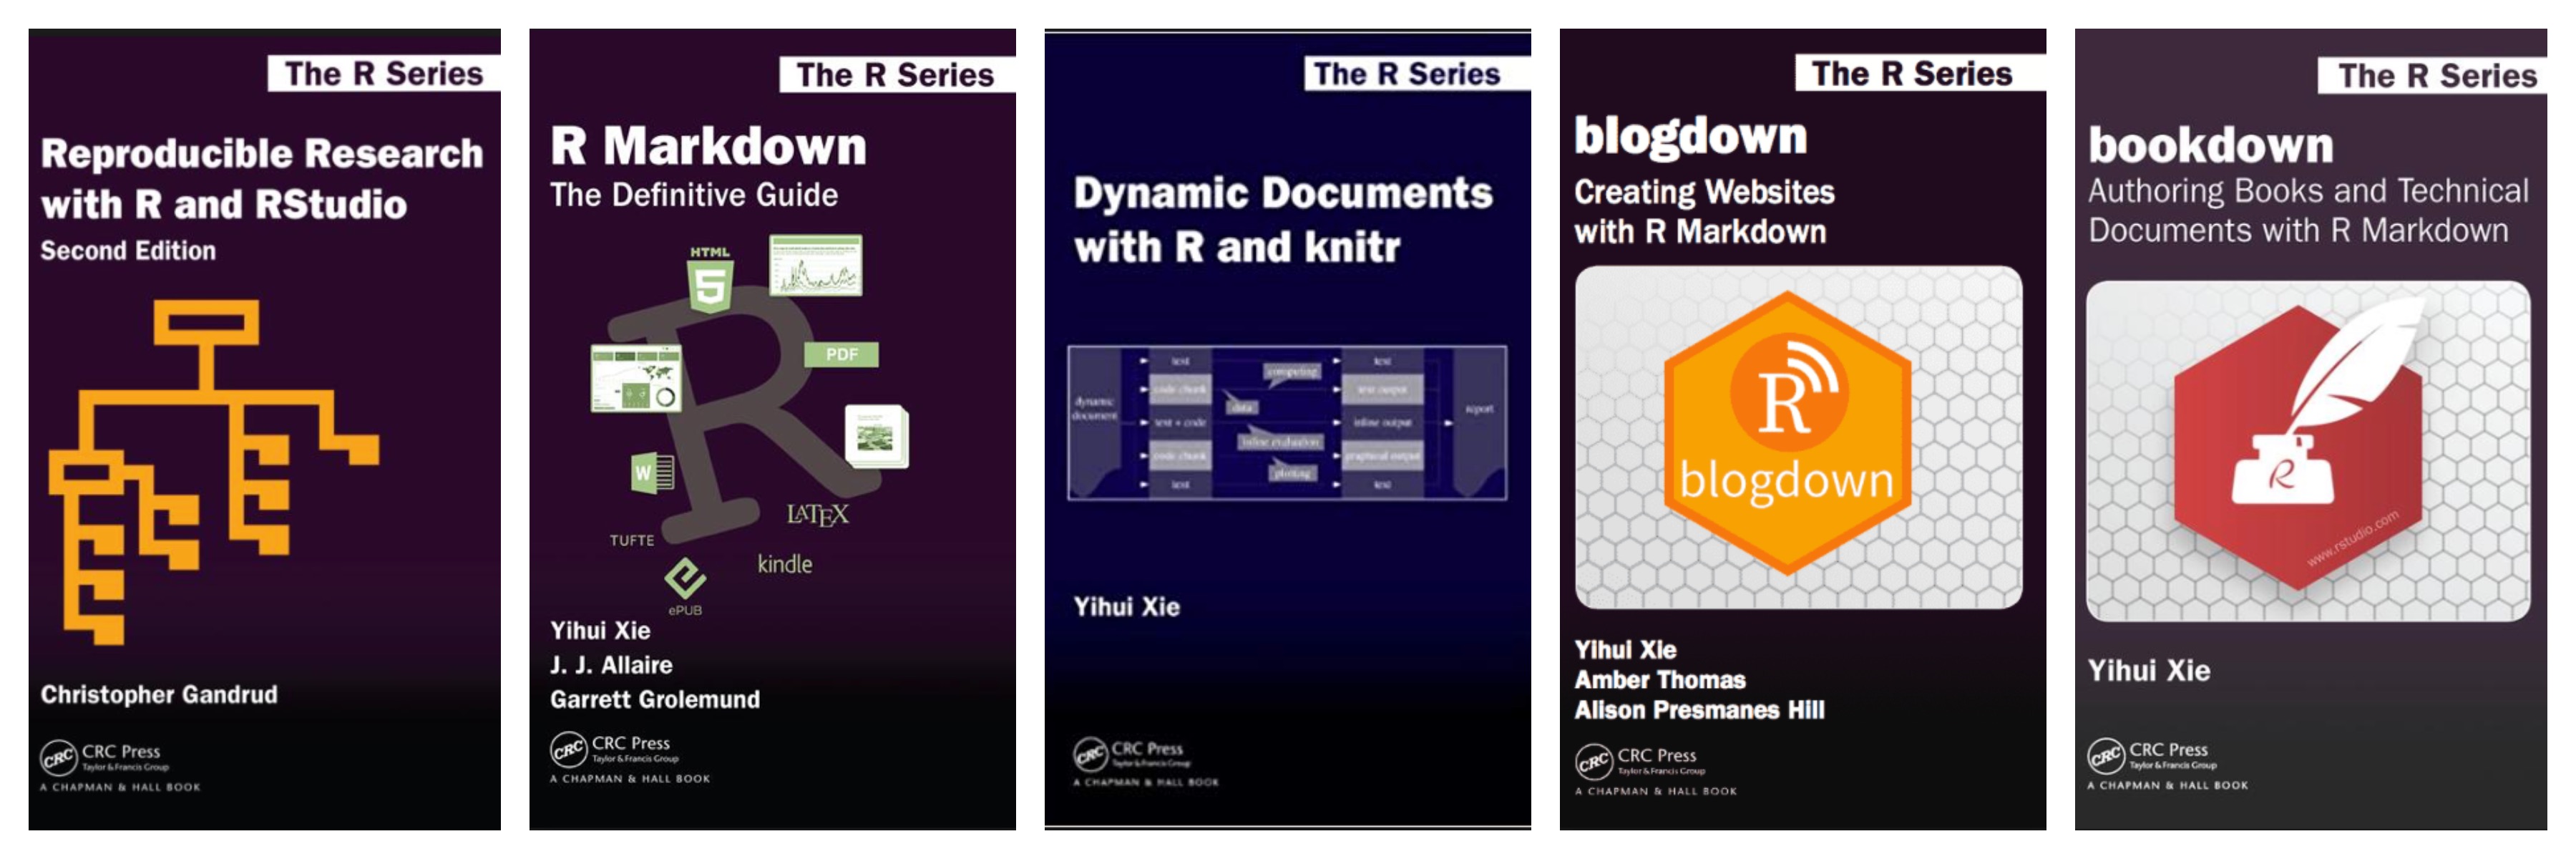 The R Series
Reproducible Research
with R and RStudio
Second Edition
Christopher Gandrud
CRC
CRC Press
Taylor & Francis Group
A CHAPMAN & HALL BOOK
The R Series
R Markdown
The Definitive Guide
HTML
5
PDF
W
LATEX
TUFTE
kindle
ePUB
Yihui Xie
J. J. Allaire
Garrett Grolemund
CRC
CRC Press
Taylor & Francis Group
A CHAPMAN & HALL BOOK
The R Series
Dynamic Documents
with R and knitr
dynamic
document
text
code chunk
text + code
code chunk
text
computing
data
inline evaluation
plotting
text
text output
inline output
graphical output
text
report
Yihui Xie
CRC
CRC Press
Taylor & Francis Group
A CHAPMAN & HALL BOOK
The R Series
blogdown
Creating Websites
with R Markdown
R
blogdown
Yihui Xie
Amber Thomas
Alison Presmanes Hill
CRC
CRC Press
Taylor & Francis Group
A CHAPMAN & HALL BOOK
The R Series
bookdown
Authoring Books and Technical
Documents with R Markdown
R
www.rstudio.com
Yihui Xie
CRC
CRC Press
Taylor & Francis Group
A CHAPMAN & HALL BOOK